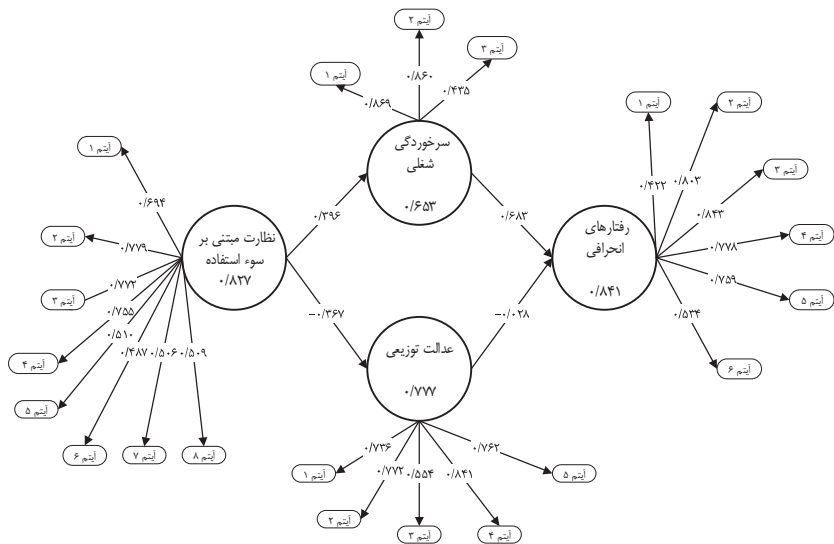 آیتم ۲
آیتم ۱
آیتم ۳
۰/۸۶۹
۰/۸۶۰
۰/۴۳۵
سرخوردگی
شغلی
۰/۶۵۳
آیتم ۱
آیتم ۲
آیتم ۳
آیتم ۴
آیتم ۵
آیتم ۶
۰/۴۲۲
۰/۸۰۳
۰/۸۴۳
۰/۷۷۸
۰/۷۵۹
۰/۵۳۴
رفتارهای
انحرافی
۰/۸۴۱
۰/۳۹۶
۰/۶۸۳
-۰/۳۶۷
-۰/۰۲۸
نظارت مبتنی بر
سوء استفاده
۰/۸۲۷
آیتم ۱
آیتم ۲
آیتم ۳
آیتم ۴
آیتم ۵
آیتم ۶
آیتم ۷
آیتم ۸
۰/۶۹۴
۰/۷۷۹
۰/۷۷۲
۰/۷۵۵
۰/۵۱۰
۰/۴۸۷
۰/۵۰۶
۰/۵۰۹
عدالت توزیعی
۰/۷۷۷
۰/۷۳۶
۰/۷۷۲
۰/۵۵۴
۰/۸۴۱
۰/۷۶۲
آیتم ۱
آیتم ۲
آیتم ۳
آیتم ۴
آیتم ۵